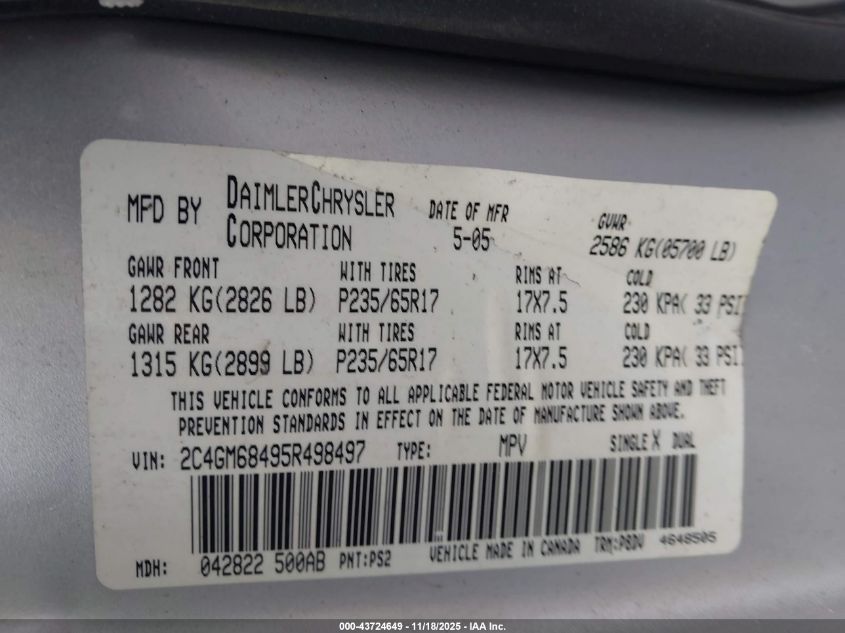 MFD BY DAIMLERCHRYSLER CORPORATION DATE OF MFR 5-05 GVWR 2586 KG(05700 LB)
GAWR FRONT WITH TIRES RIMS AT COLD
1282 KG(2826 LB) P235/65R17 17X7.5 230 KPA( 33 PSI
GAWR REAR WITH TIRES RIMS AT COLD
1315 KG(2899 LB) P235/65R17 17X7.5 230 KPA( 33 PSI
THIS VEHICLE CONFORMS TO ALL APPLICABLE FEDERAL MOTOR VEHICLE SAFETY AND THEFT
PREVENTION STANDARDS IN EFFECT ON THE DATE OF MANUFACTURE SHOWN ABOVE.
VIN: 2C4GM68495R498497 TYPE: MPV SINGLE X DUAL
MDH: 042822 500AB PNT:PS2 VEHICLE MADE IN CANADA TRM:P8DV 4648505
000-43724649 - 11/18/2025 - IAA Inc.